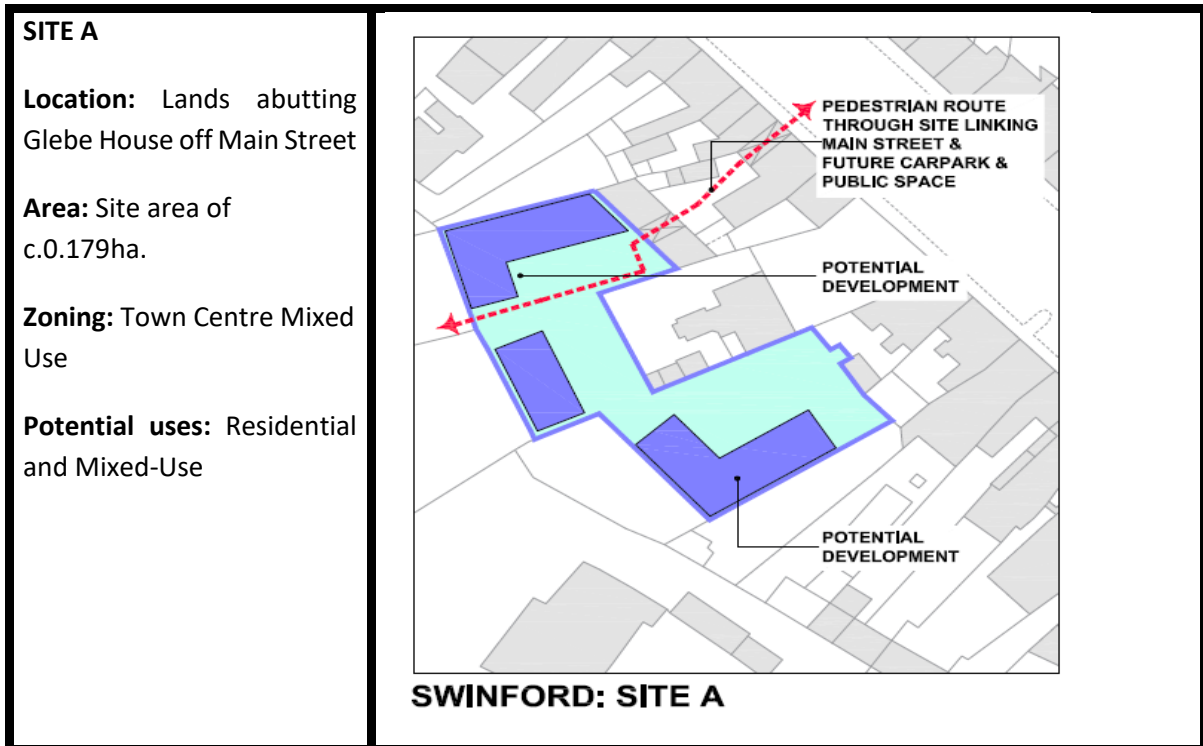 SITE A
Location: Lands abutting
Glebe House off Main Street
Area: Site area of
c.0.179ha.
Zoning: Town Centre Mixed
Use
Potential uses: Residential
and Mixed-Use
PEDESTRIAN ROUTE
THROUGH SITE LINKING
MAIN STREET &
FUTURE CARPARK &
PUBLIC SPACE
POTENTIAL
DEVELOPMENT
POTENTIAL
DEVELOPMENT
SWINFORD: SITE A